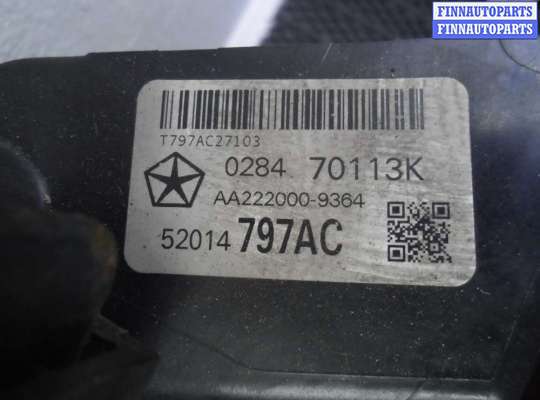 FINNAUTOPARTS
FINNAUTOPARTS
T797AC27103
0284 70113K
AA222000-9364
52014 797AC